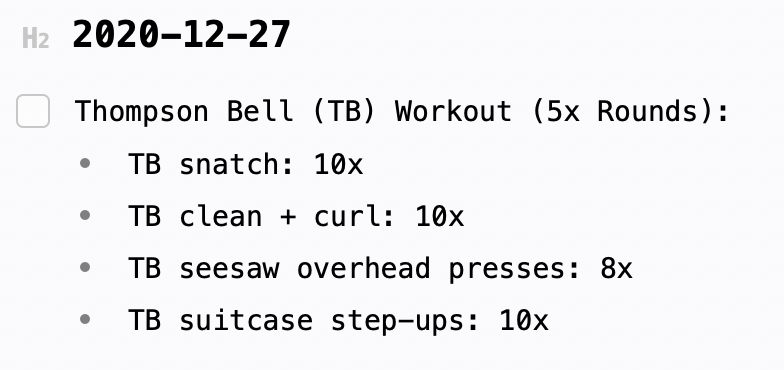 H2 2020-12-27
Thompson Bell (TB) Workout (5x Rounds):
• TB snatch: 10x
• TB clean + curl: 10x
• TB seesaw overhead presses: 8x
• TB suitcase step-ups: 10x